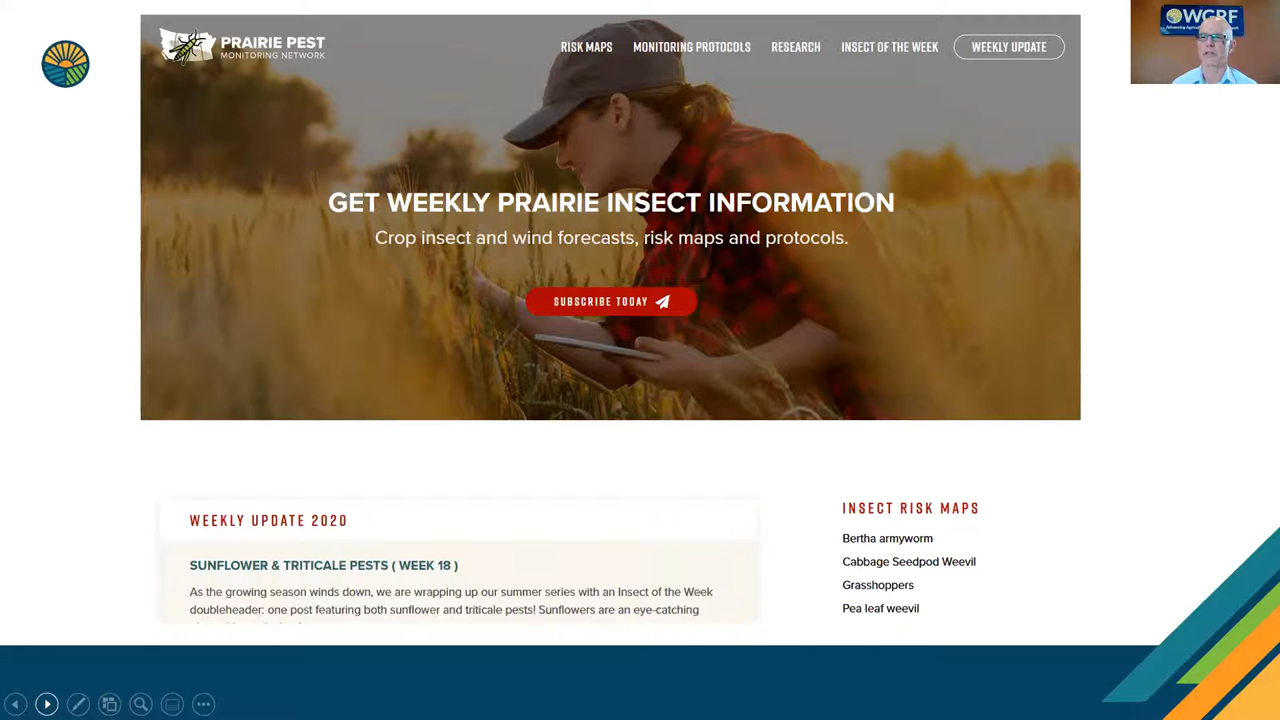 PRAIRIE PEST
MONITORING NETWORK
RISK MAPS
MONITORING PROTOCOLS
RESEARCH
INSECT OF THE WEEK
WEEKLY UPDATE
WGRF
GET WEEKLY PRAIRIE INSECT INFORMATION
Crop insect and wind forecasts, risk maps and protocols.
SUBSCRIBE TODAY
WEEKLY UPDATE 2020
SUNFLOWER & TRITICALE PESTS ( WEEK 18 )
As the growing season winds down, we are wrapping up our summer series with an Insect of the Week
doubleheader: one post featuring both sunflower and triticale pests! Sunflowers are an eye-catching
INSECT RISK MAPS
Bertha armyworm
Cabbage Seedpod Weevil
Grasshoppers
Pea leaf weevil